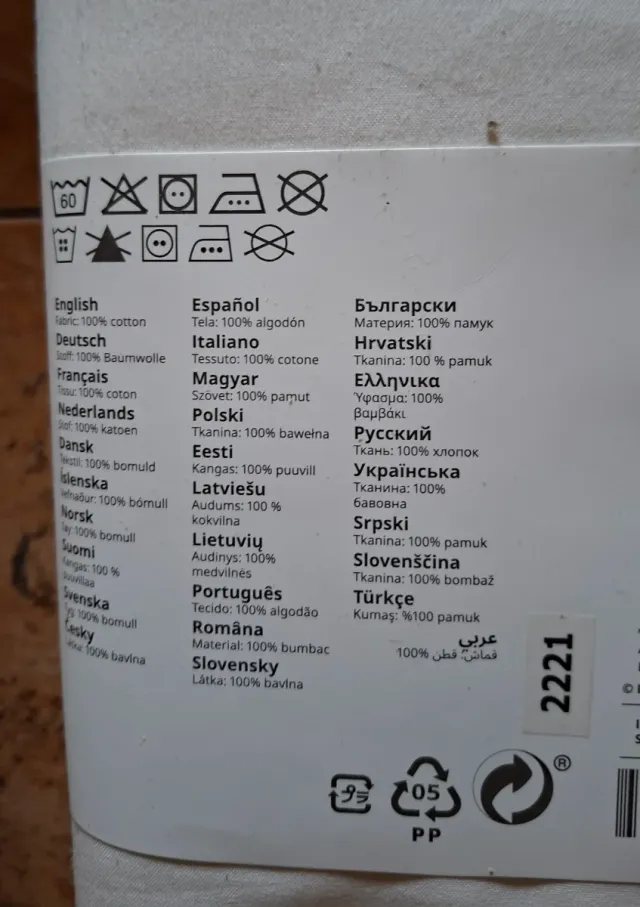 60
English
Fabric: 100% cotton
Deutsch
Stoff: 100% Baumwolle
Français
Tissu: 100% coton
Nederlands
Stof: 100% katoen
Dansk
Tekstil: 100% bomuld
Íslenska
Vefnaður: 100% bómull
Norsk
Tøy: 100% bomull
Suomi
Kangas: 100 %
puuvillaa
Svenska
Tyg: 100% bomull
Česky
Látka: 100% bavlna
Español
Tela: 100% algodón
Italiano
Tessuto: 100% cotone
Magyar
Szövet: 100% pamut
Polski
Tkanina: 100% bawełna
Eesti
Kangas: 100% puuvill
Latviešu
Audums: 100 %
kokvilna
Lietuvių
Audinys: 100%
medvilnės
Português
Tecido: 100% algodão
Româna
Material: 100% bumbac
Slovensky
Látka: 100% bavlna
Български
Материя: 100% памук
Hrvatski
Tkanina: 100 % pamuk
Ελληνικα
Ύφασμα: 100%
βαμβάκι
Русский
Ткань: 100% хлопок
Українська
Тканина: 100%
бавовна
Srpski
Tkanina: 100% pamuk
Slovenščina
Tkanina: 100% bombaž
Türkçe
Kumaş: %100 pamuk
عربي
قماش: قطن 100%
2221
©
プラ
05
PP
®